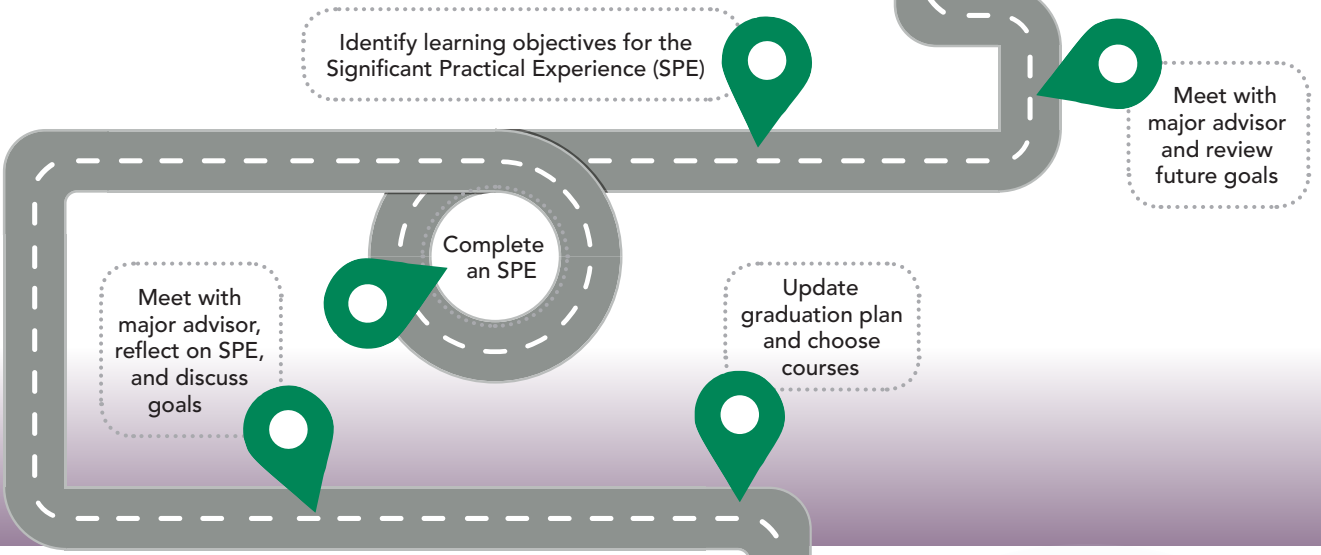 Identify learning objectives for the
Significant Practical Experience (SPE)
Meet with
major advisor
and review
future goals
Complete
an SPE
Meet with
major advisor,
reflect on SPE,
and discuss
goals
Update
graduation plan
and choose
courses